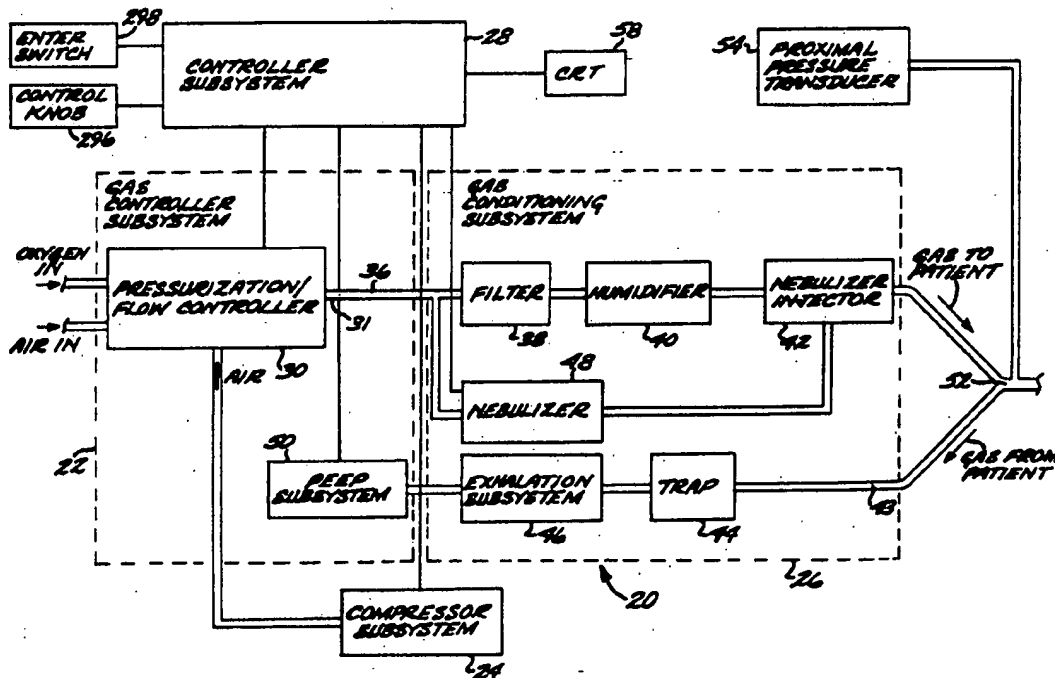 298
ENTER
SWITCH
CONTROL
KNOB
296
CONTROLLER
SUBSYSTEM
28
58
CRT
54
PROXIMAL
PRESSURE
TRANSDUCER
GAS
CONTROLLER
SUBSYSTEM
GAS
CONDITIONING
SUBSYSTEM
OXYGEN
IN
AIR IN
PRESSURIZATION/
FLOW CONTROLLER
30
31
36
FILTER
38
HUMIDIFIER
40
NEBULIZER
INJECTOR
42
GAS TO
PATIENT
52
AIR
48
NEBULIZER
22
50
PEEP
SUBSYSTEM
EXHALATION
SUBSYSTEM
46
TRAP
44
43
GAS FROM
PATIENT
26
20
COMPRESSOR
SUBSYSTEM
24